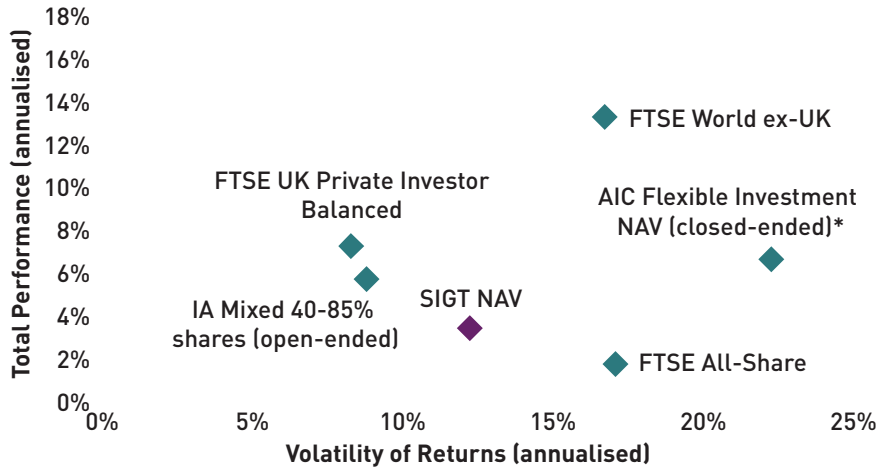 Total Performance (annualised)
18%
16%
14%
12%
10%
8%
6%
4%
2%
0%
FTSE World ex-UK
FTSE UK Private Investor
Balanced
AIC Flexible Investment
NAV (closed-ended)*
IA Mixed 40-85%
shares (open-ended)
SIGT NAV
FTSE All-Share
0%
5%
10%
15%
20%
25%
Volatility of Returns (annualised)